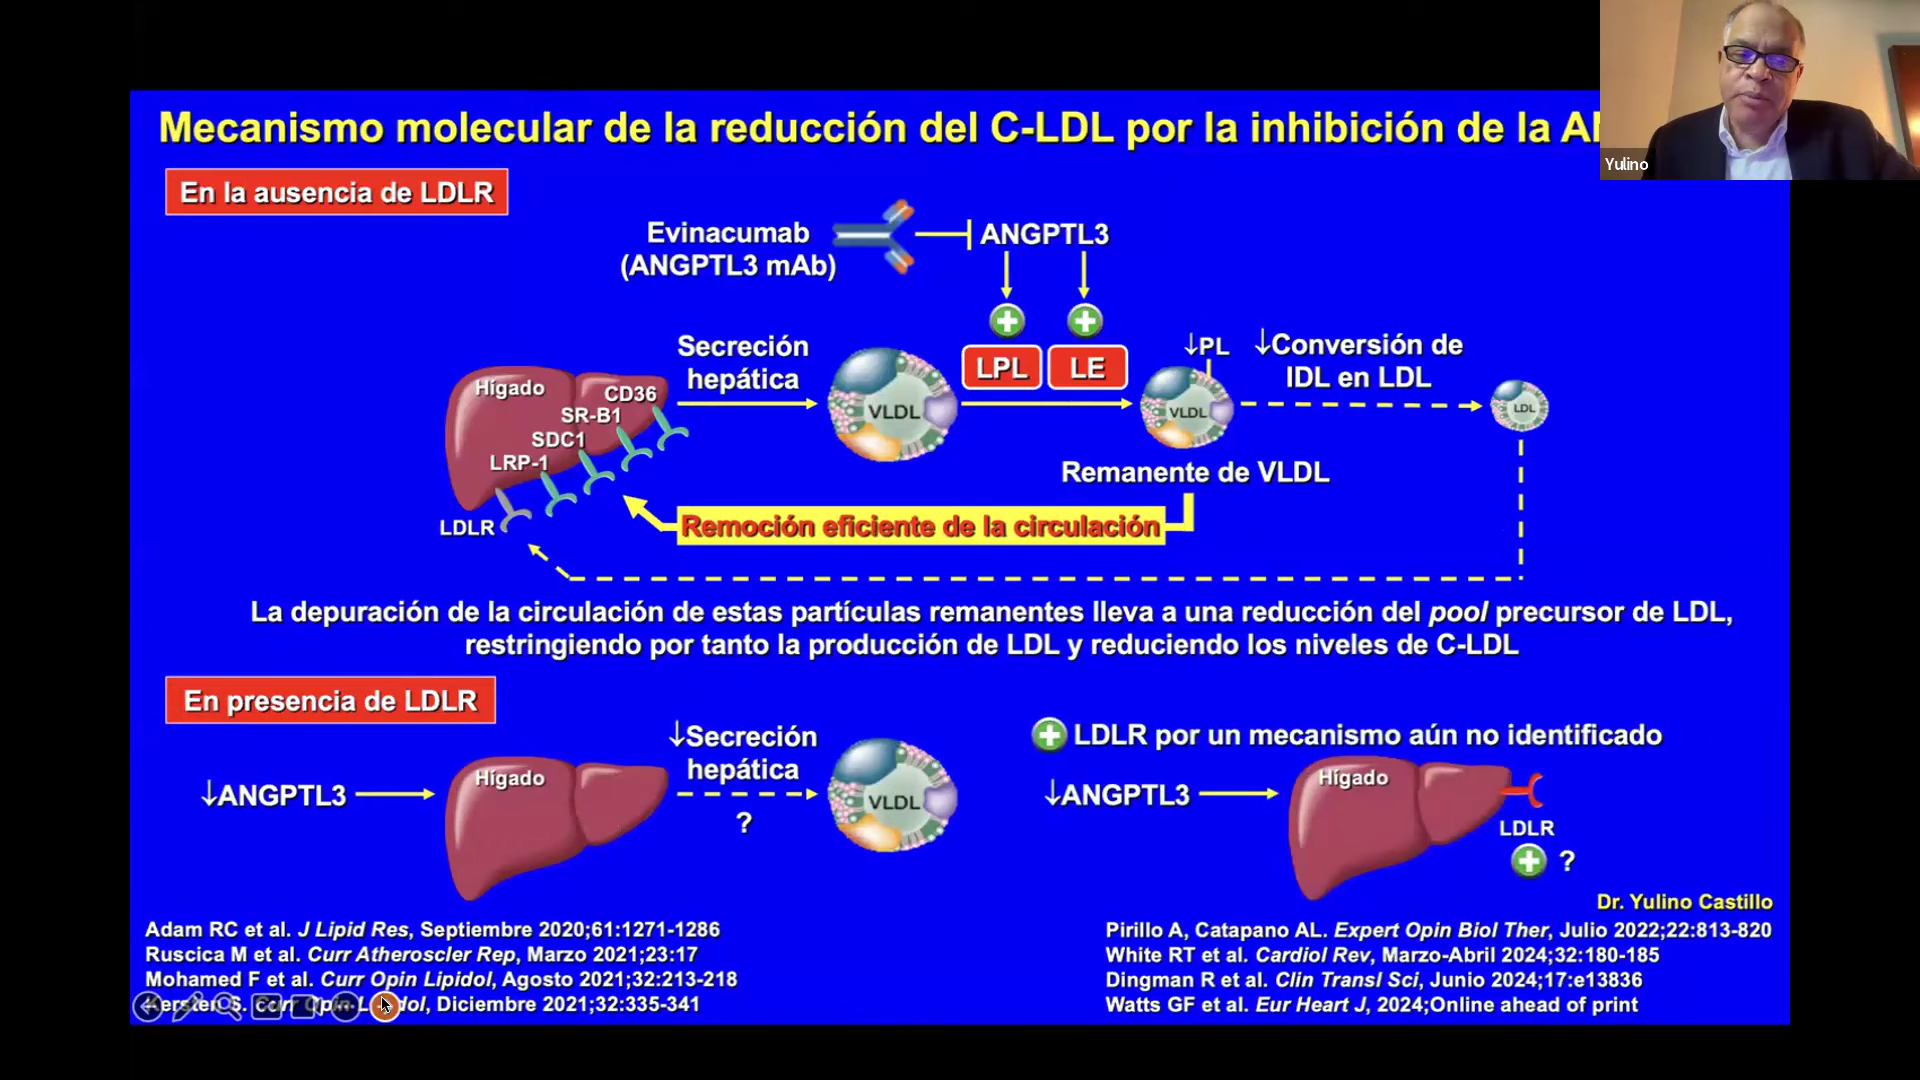 Mecanismo molecular de la reducción del C-LDL por la inhibición de la
Yulino
En la ausencia de LDLR
Evinacumab
(ANGPTL3 mAb)
ANGPTL3
Secreción
hepática
LPL
LE
↓PL
↓Conversión de
IDL en LDL
Hígado
CD36
SR-B1
SDC1
LRP-1
LDLR
VLDL
VLDL
LDL
Remanente de VLDL
Remoción eficiente de la circulación
La depuración de la circulación de estas partículas remanentes lleva a una reducción del pool precursor de LDL,
restringiendo por tanto la producción de LDL y reduciendo los niveles de C-LDL
En presencia de LDLR
↓ANGPTL3
Hígado
↓Secreción
hepática
?
VLDL
LDLR por un mecanismo aún no identificado
↓ANGPTL3
Hígado
LDLR
?
Dr. Yulino Castillo
Adam RC et al. J Lipid Res, Septiembre 2020;61:1271-1286
Ruscica M et al. Curr Atheroscler Rep, Marzo 2021;23:17
Mohamed F et al. Curr Opin Lipidol, Agosto 2021;32:213-218
Kersten S. Curr Opin Lipidol, Diciembre 2021;32:335-341
Pirillo A, Catapano AL. Expert Opin Biol Ther, Julio 2022;22:813-820
White RT et al. Cardiol Rev, Marzo-Abril 2024;32:180-185
Dingman R et al. Clin Transl Sci, Junio 2024;17:e13836
Watts GF et al. Eur Heart J, 2024;Online ahead of print